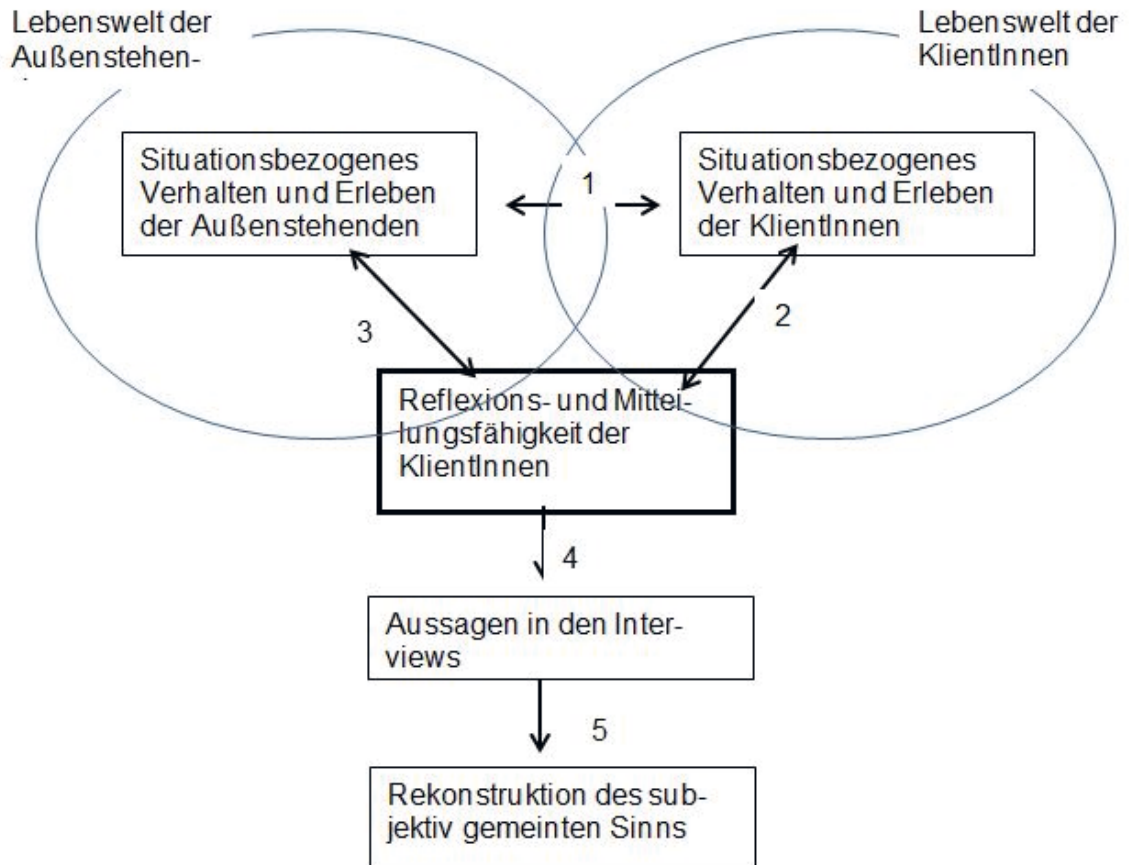 Lebenswelt der
Außenstehen-
Lebenswelt der
KlientInnen
Situationsbezogenes
Verhalten und Erleben
der Außenstehenden
1
Situationsbezogenes
Verhalten und Erleben
der KlientInnen
3
2
Reflexions- und Mittei-
lungsfähigkeit der
KlientInnen
4
Aussagen in den Inter-
views
5
Rekonstruktion des sub-
jektiv gemeinten Sinns